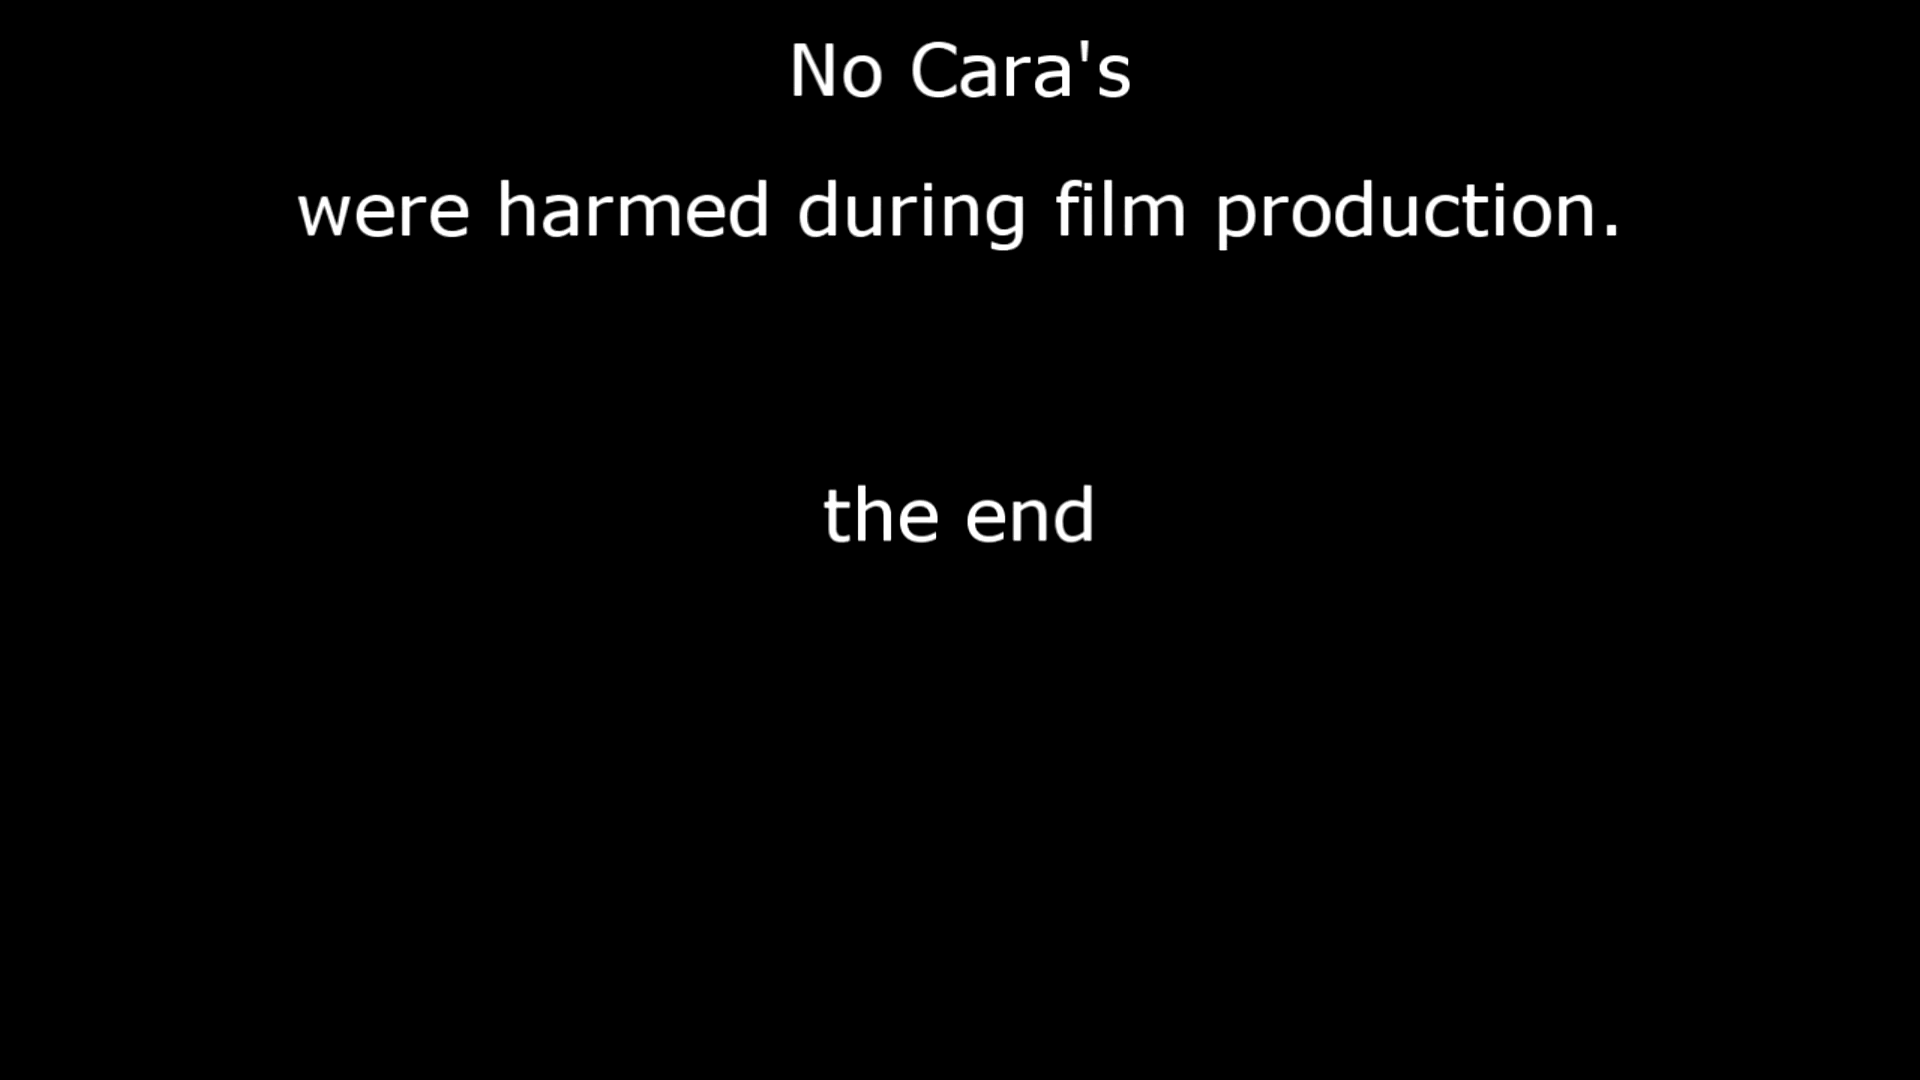 No Cara's
were harmed during film production.
the end